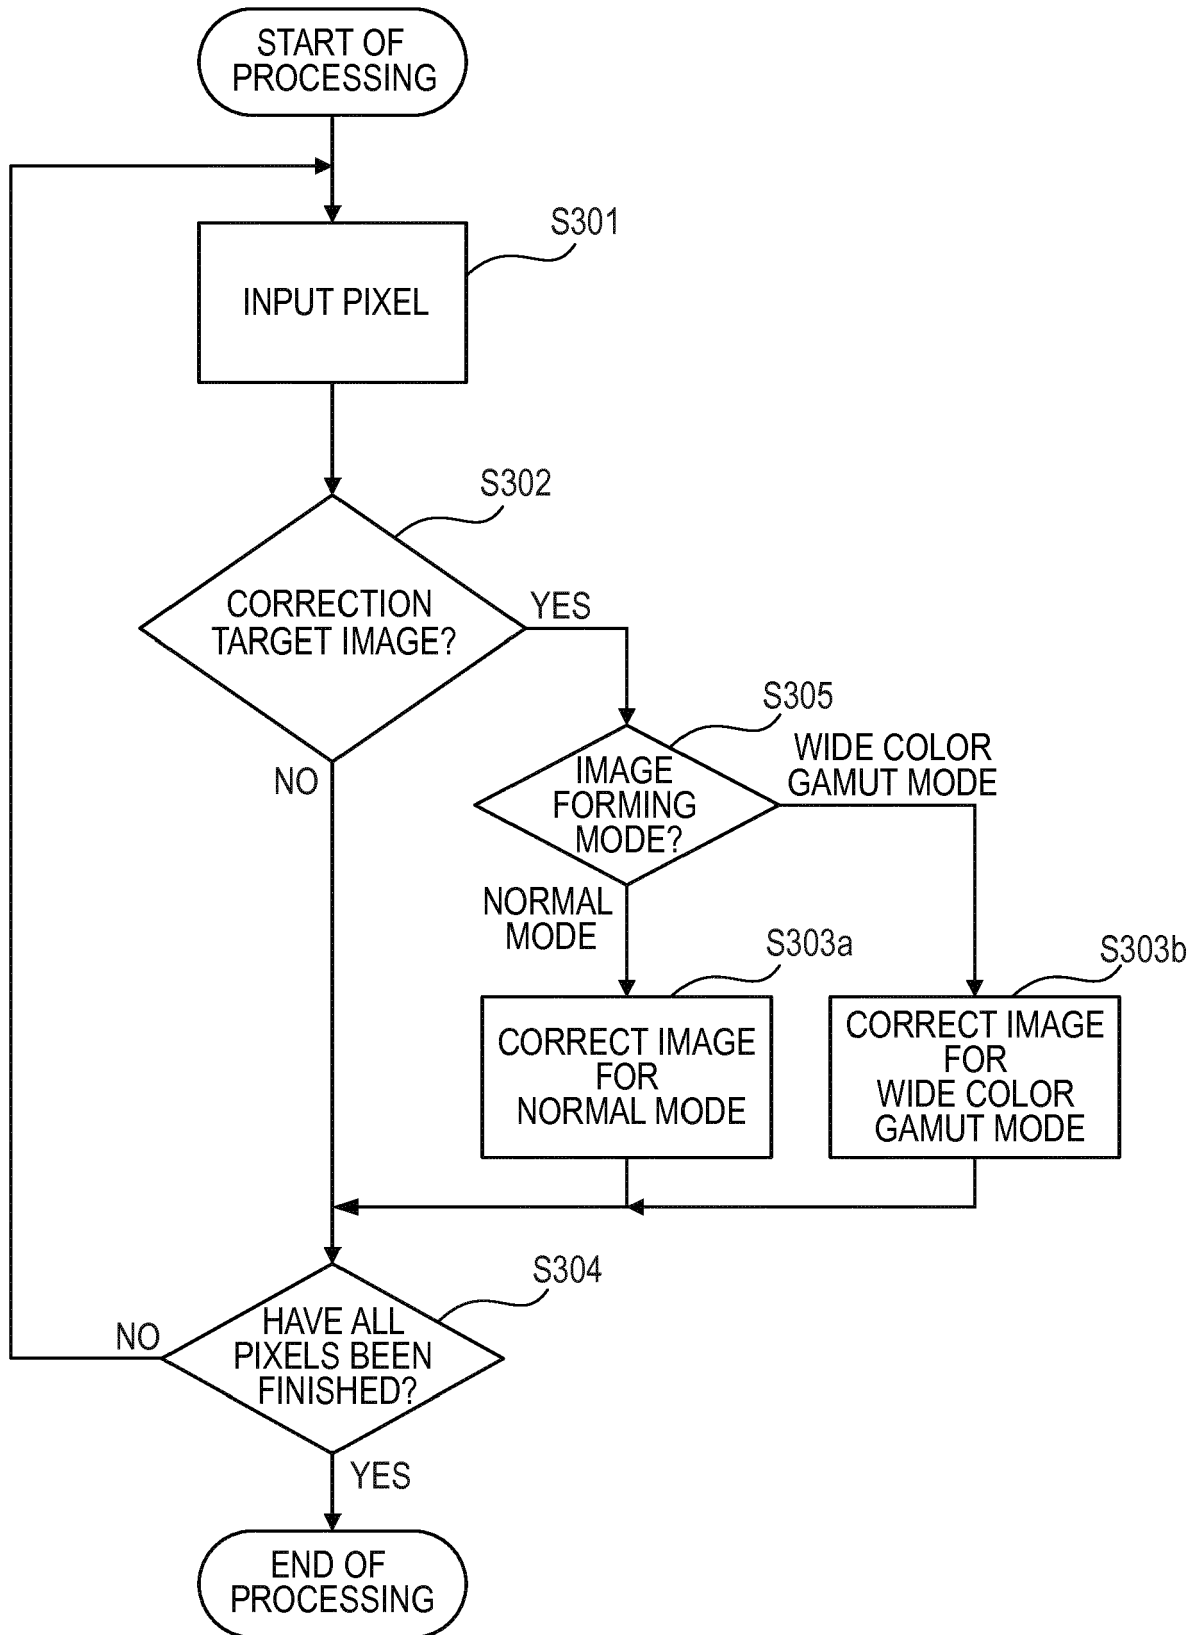 START OF
PROCESSING
S301
INPUT PIXEL
S302
CORRECTION
TARGET IMAGE?
YES
NO
S305
IMAGE
FORMING
MODE?
WIDE COLOR
GAMUT MODE
NORMAL
MODE
S303a
CORRECT IMAGE
FOR
NORMAL MODE
S303b
CORRECT IMAGE
FOR
WIDE COLOR
GAMUT MODE
S304
HAVE ALL
PIXELS BEEN
FINISHED?
NO
YES
END OF
PROCESSING